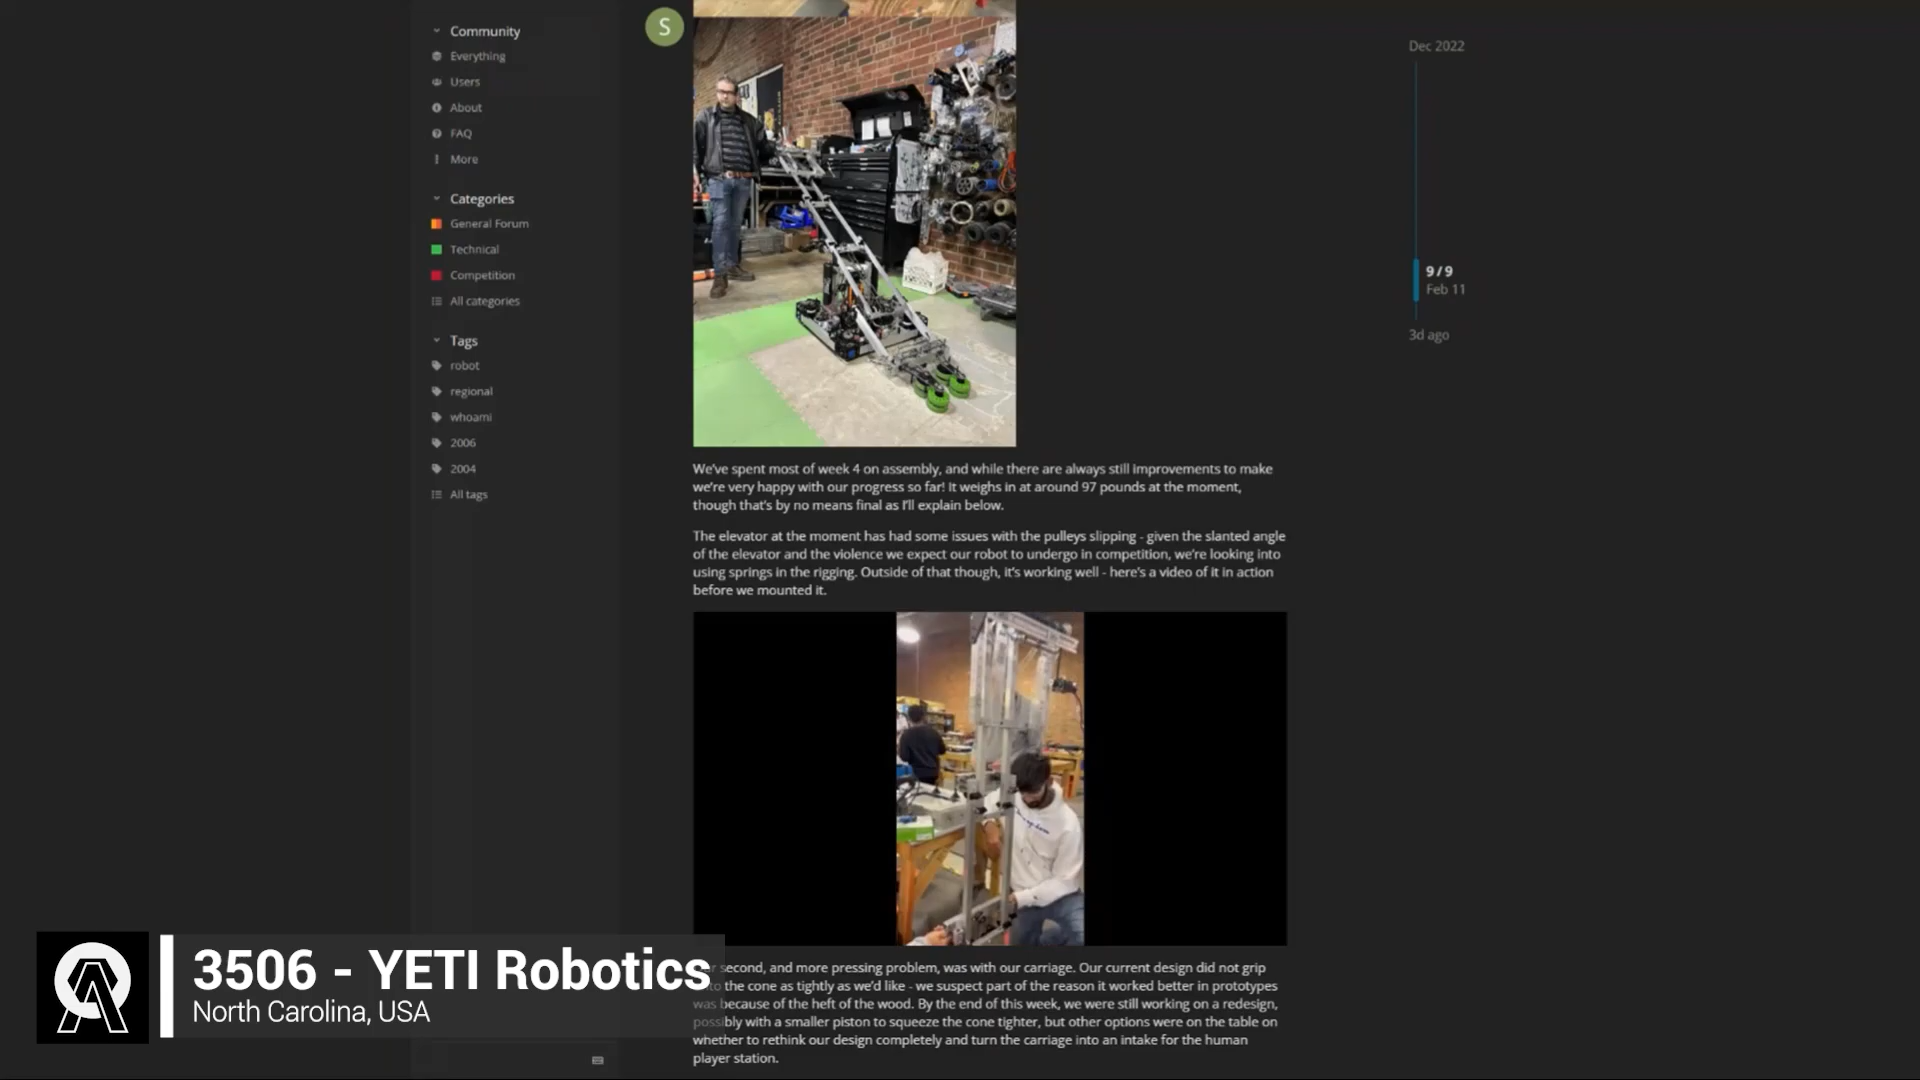 Community
Everything
Users
About
FAQ
More
Categories
General Forum
Technical
Competition
All categories
Tags
robot
regional
whoami
2006
2004
All tags
S
We've spent most of week 4 on assembly, and while there are always still improvements to make
we're very happy with our progress so far! It weighs in at around 97 pounds at the moment,
though that's by no means final as I'll explain below.
The elevator at the moment has had some issues with the pulleys slipping - given the slanted angle
of the elevator and the violence we expect our robot to undergo in competition, we're looking into
using springs in the rigging. Outside of that though, it's working well - here's a video of it in action
before we mounted it.
second, and more pressing problem, was with our carriage. Our current design did not grip
the cone as tightly as we'd like - we suspect part of the reason it worked better in prototypes
was because of the heft of the wood. By the end of this week, we were still working on a redesign,
possibly with a smaller piston to squeeze the cone tighter, but other options were on the table on
whether to rethink our design completely and turn the carriage into an intake for the human
player station.
Dec 2022
9 / 9
Feb 11
3d ago
3506 - YETI Robotics
North Carolina, USA